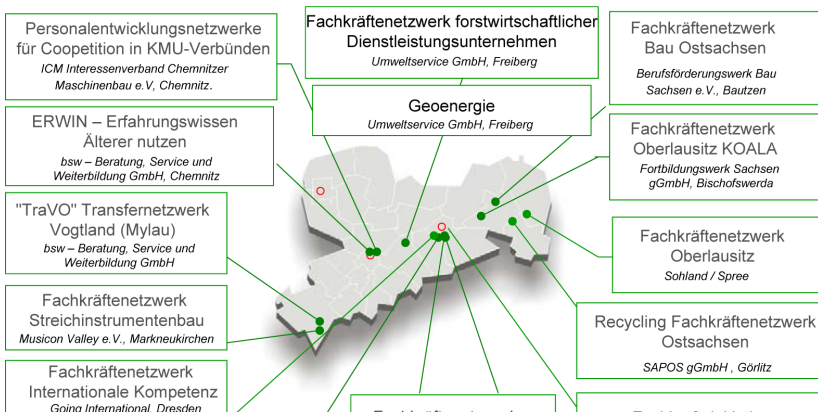 Personalentwicklungsnetzwerke
für Coopetition in KMU-Verbünden
ICM Interessenverband Chemnitzer
Maschinenbau e.V, Chemnitz.
Fachkräftenetzwerk forstwirtschaftlicher
Dienstleistungsunternehmen
Umweltservice GmbH, Freiberg
Fachkräftenetzwerk
Bau Ostsachsen
Berufsförderungswerk Bau
Sachsen e.V., Bautzen
Geoenergie
Umweltservice GmbH, Freiberg
ERWIN – Erfahrungswissen
Älterer nutzen
bsw – Beratung, Service und
Weiterbildung GmbH, Chemnitz
Fachkräftenetzwerk
Oberlausitz KOALA
Fortbildungswerk Sachsen
gGmbH, Bischofswerda
"TraVO" Transfernetzwerk
Vogtland (Mylau)
bsw – Beratung, Service und
Weiterbildung GmbH
Fachkräftenetzwerk
Oberlausitz
Sohland / Spree
Fachkräftenetzwerk
Streichinstrumentenbau
Musicon Valley e.V., Markneukirchen
Recycling Fachkräftenetzwerk
Ostsachsen
SAPOS gGmbH , Görlitz
Fachkräftenetzwerk
Internationale Kompetenz
Going International, Dresden